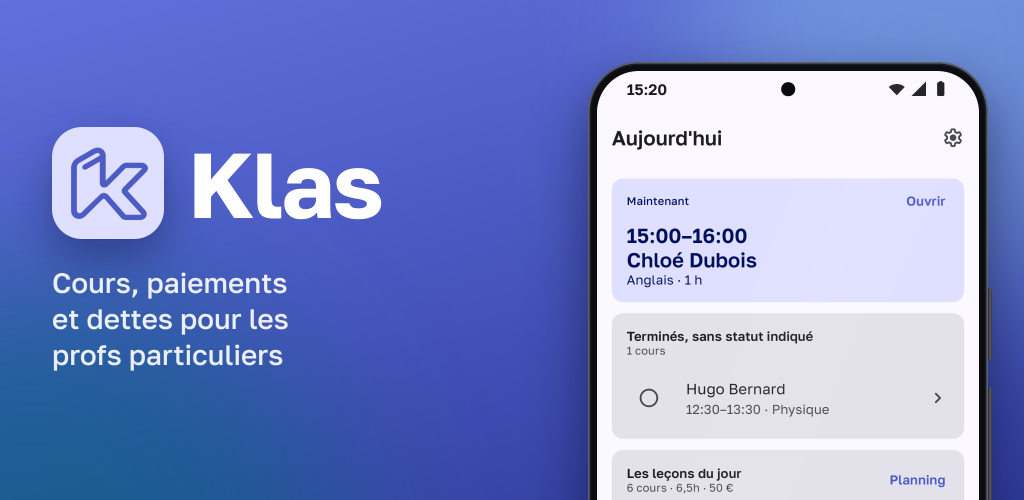 Klas
Cours, paiements
et dettes pour les
profs particuliers
15:20
Aujourd'hui
Maintenant
Ouvrir
15:00–16:00
Chloé Dubois
Anglais · 1 h
Terminés, sans statut indiqué
1 cours
Hugo Bernard
12:30–13:30 · Physique
Les leçons du jour
6 cours · 6,5h · 50 €
Planning